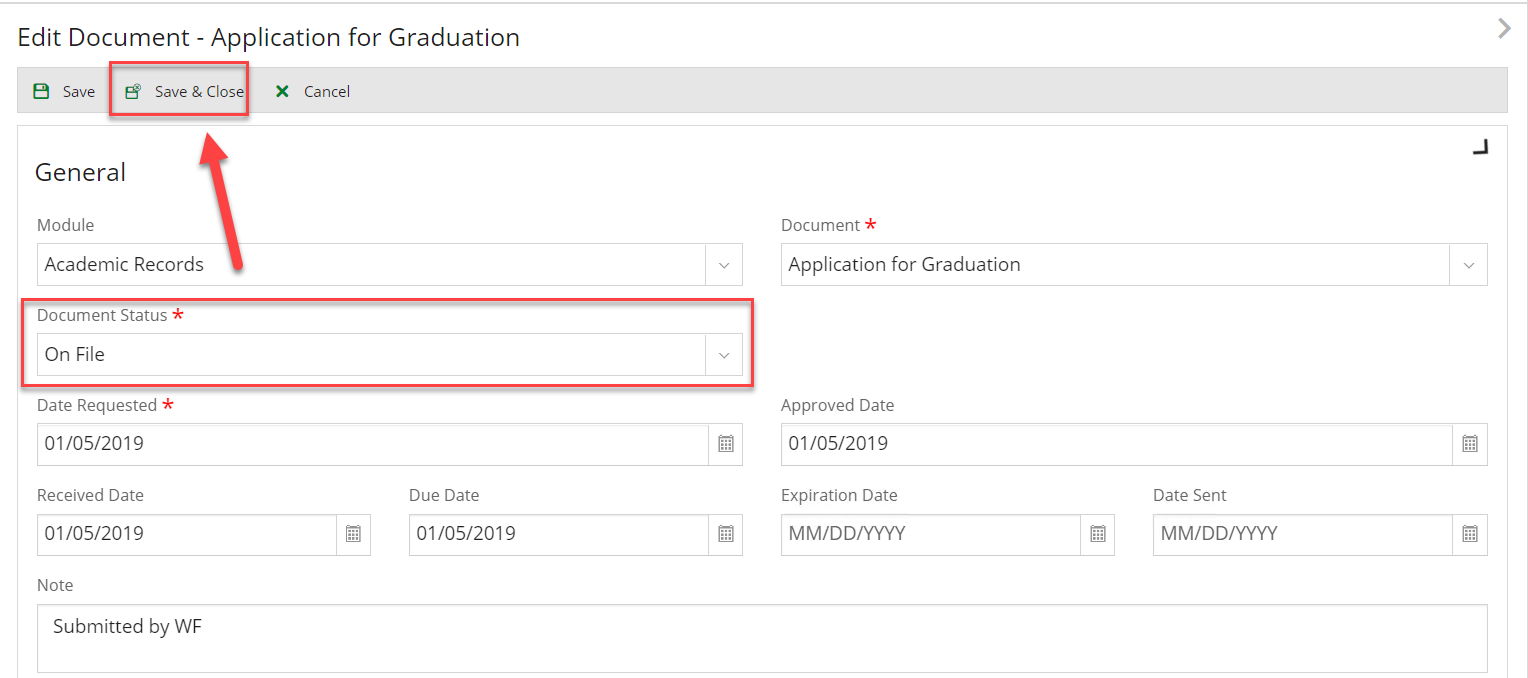 Edit Document - Application for Graduation
Save Save & Close Cancel
General
Module Document *
Academic Records Application for Graduation
Document Status *
On File
Date Requested * Approved Date
01/05/2019 01/05/2019
Received Date Due Date Expiration Date Date Sent
01/05/2019 01/05/2019 MM/DD/YYYY MM/DD/YYYY
Note
Submitted by WF